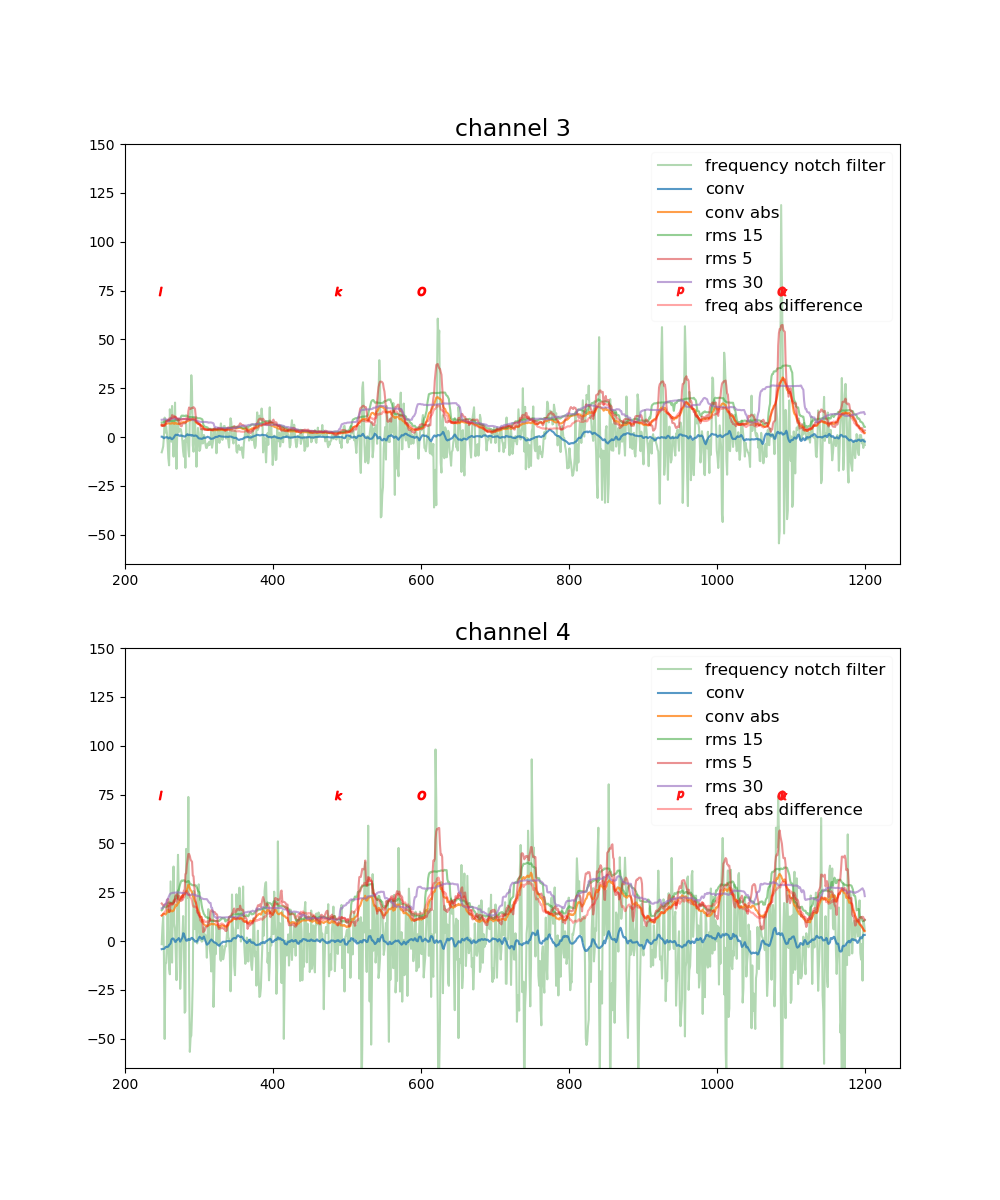 channel 3
150
125
100
75
50
25
0
−25
−50
frequency notch filter
conv
conv abs
rms 15
rms 5
rms 30
freq abs difference
l k O p
200 400 600 800 1000 1200
channel 4
150
125
100
75
50
25
0
−25
−50
frequency notch filter
conv
conv abs
rms 15
rms 5
rms 30
freq abs difference
l k O p
200 400 600 800 1000 1200